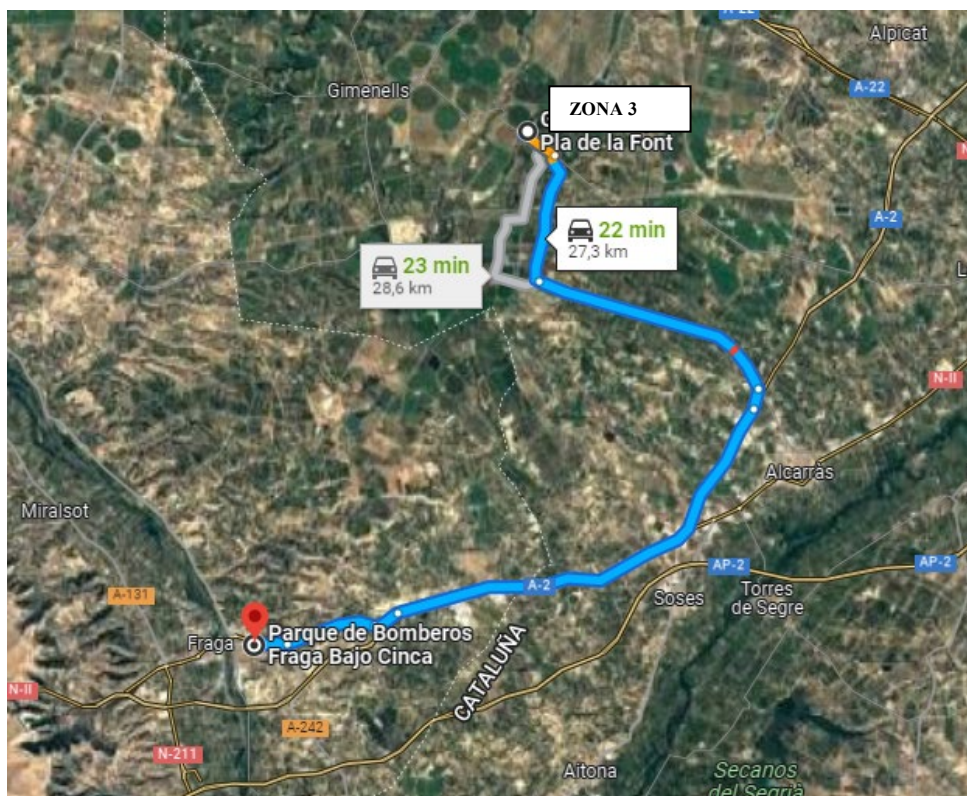 A-22
Alpicat
A-22
Gimenells
ZONA 3
Pla de la Font
A-2
22 min
27,3 km
23 min
28,6 km
N-II
Alcarràs
Miralsot
A-2
AP-2
AP-2
Soses
Torres
de Segre
A-131
Fraga
Parque de Bomberos
Fraga Bajo Cinca
CATALUÑA
N-II
A-242
N-211
Aitona
Secanos
del Segrià